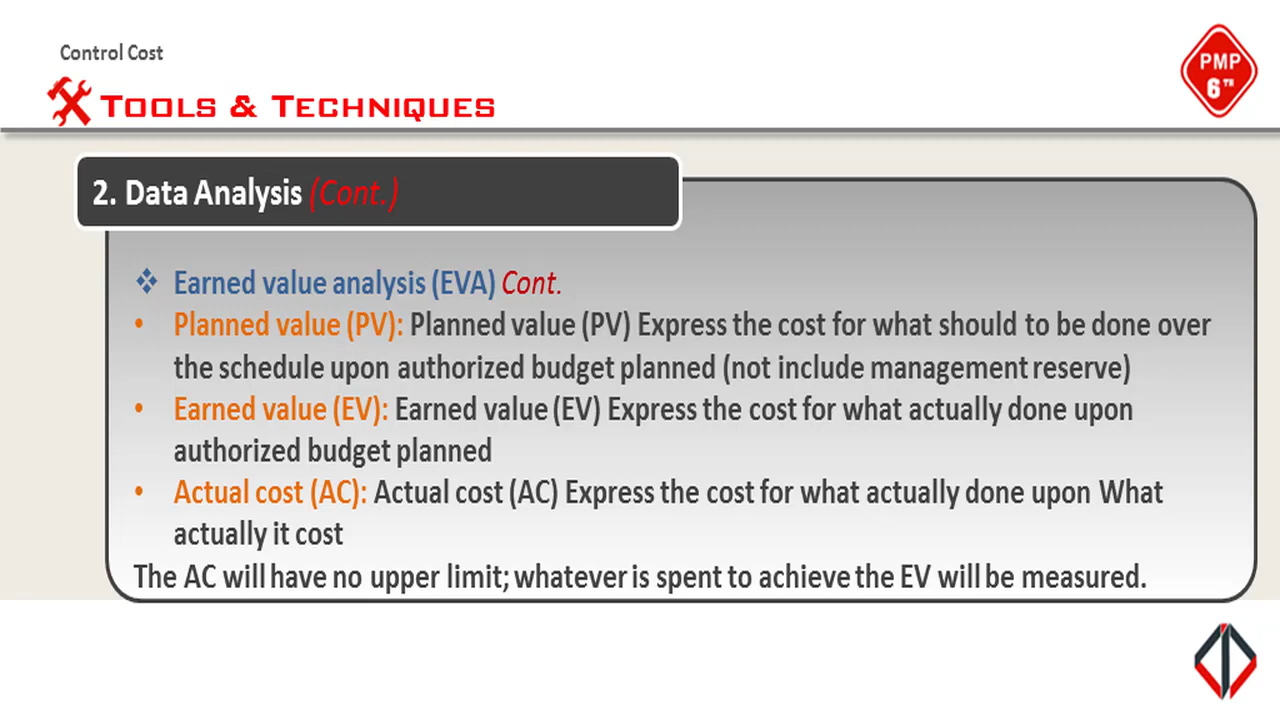 Control Cost
PMP
6TH
TOOLS & TECHNIQUES
2. Data Analysis (Cont.)
❖ Earned value analysis (EVA) Cont.
• Planned value (PV): Planned value (PV) Express the cost for what should to be done over
the schedule upon authorized budget planned (not include management reserve)
• Earned value (EV): Earned value (EV) Express the cost for what actually done upon
authorized budget planned
• Actual cost (AC): Actual cost (AC) Express the cost for what actually done upon What
actually it cost
The AC will have no upper limit; whatever is spent to achieve the EV will be measured.